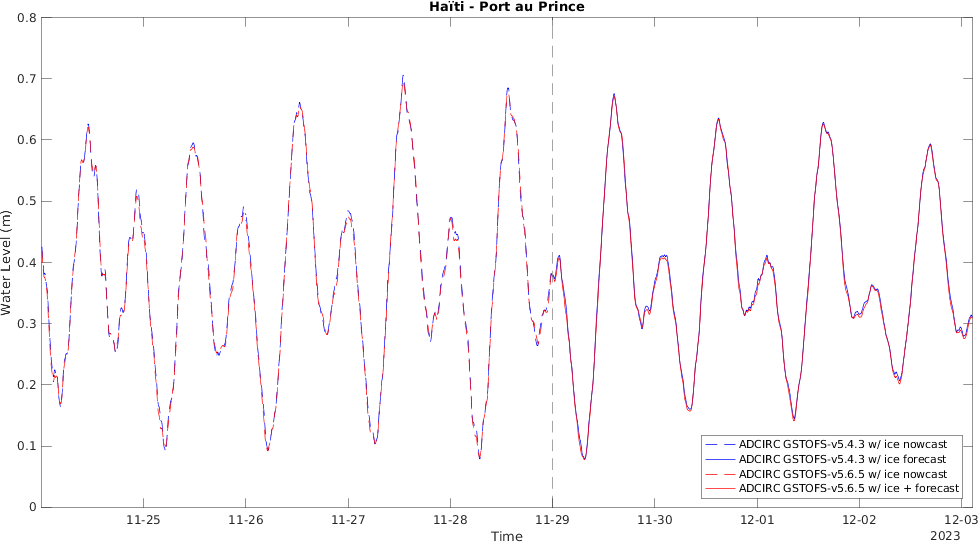 Haïti - Port au Prince
Water Level (m)
0.8
0.7
0.6
0.5
0.4
0.3
0.2
0.1
0
11-25
11-26
11-27
11-28
11-29
11-30
12-01
12-02
12-03
2023
Time
ADCIRC GSTOFS-v5.4.3 w/ ice nowcast
ADCIRC GSTOFS-v5.4.3 w/ ice forecast
ADCIRC GSTOFS-v5.6.5 w/ ice nowcast
ADCIRC GSTOFS-v5.6.5 w/ ice + forecast